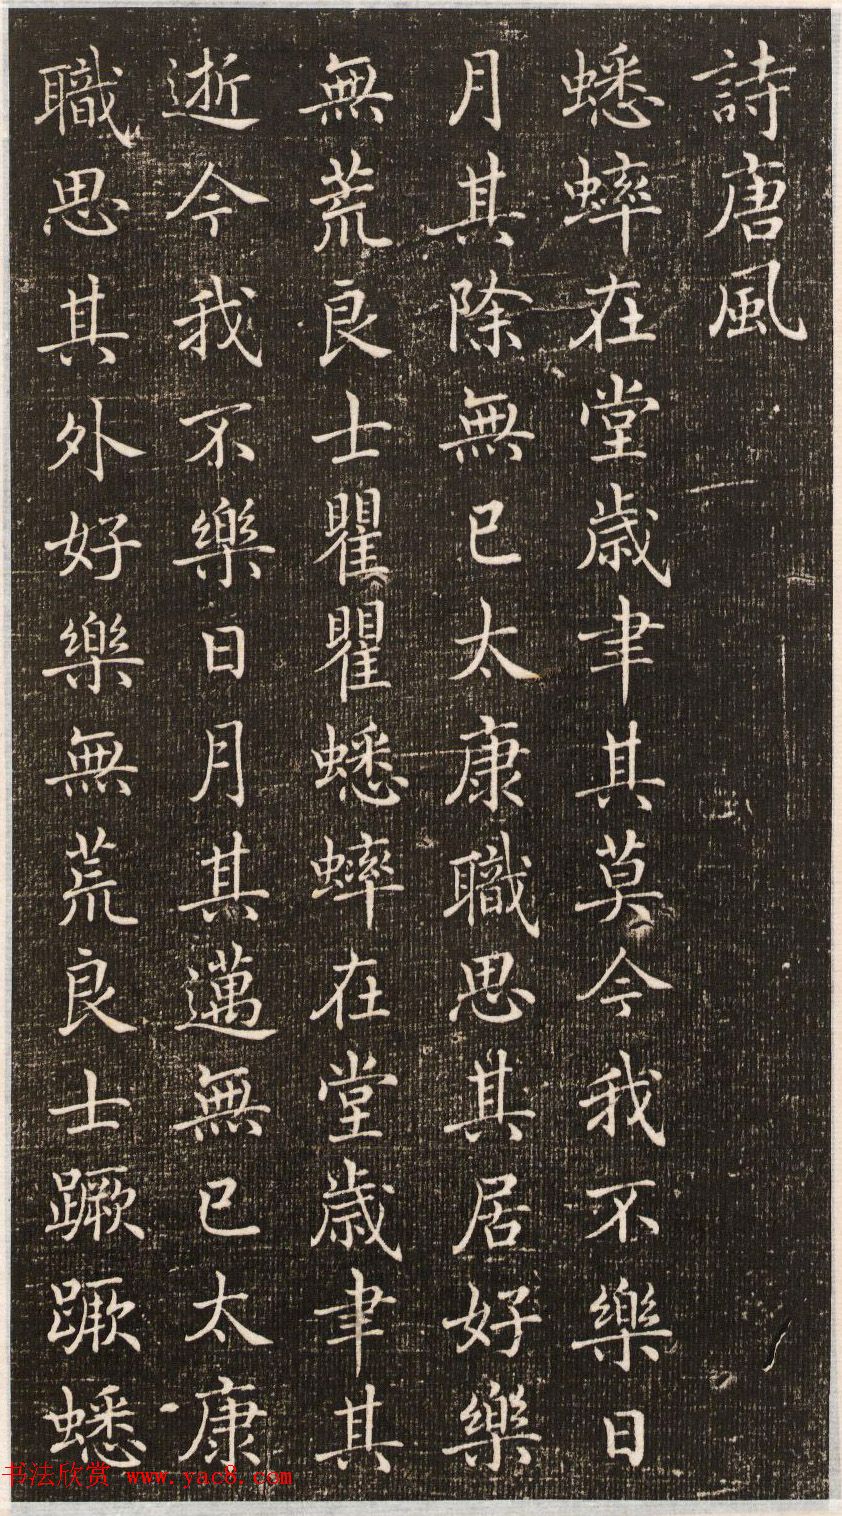 詩唐風
蟋蟀在堂歲聿其莫今我不樂日
月其除無已太康職思其居好樂
無荒良士瞿瞿蟋蟀在堂歲聿其
逝今我不樂日月其邁無已太康
職思其外好樂無荒良士蹶蹶蟋
书法欣赏 www.yac8.com